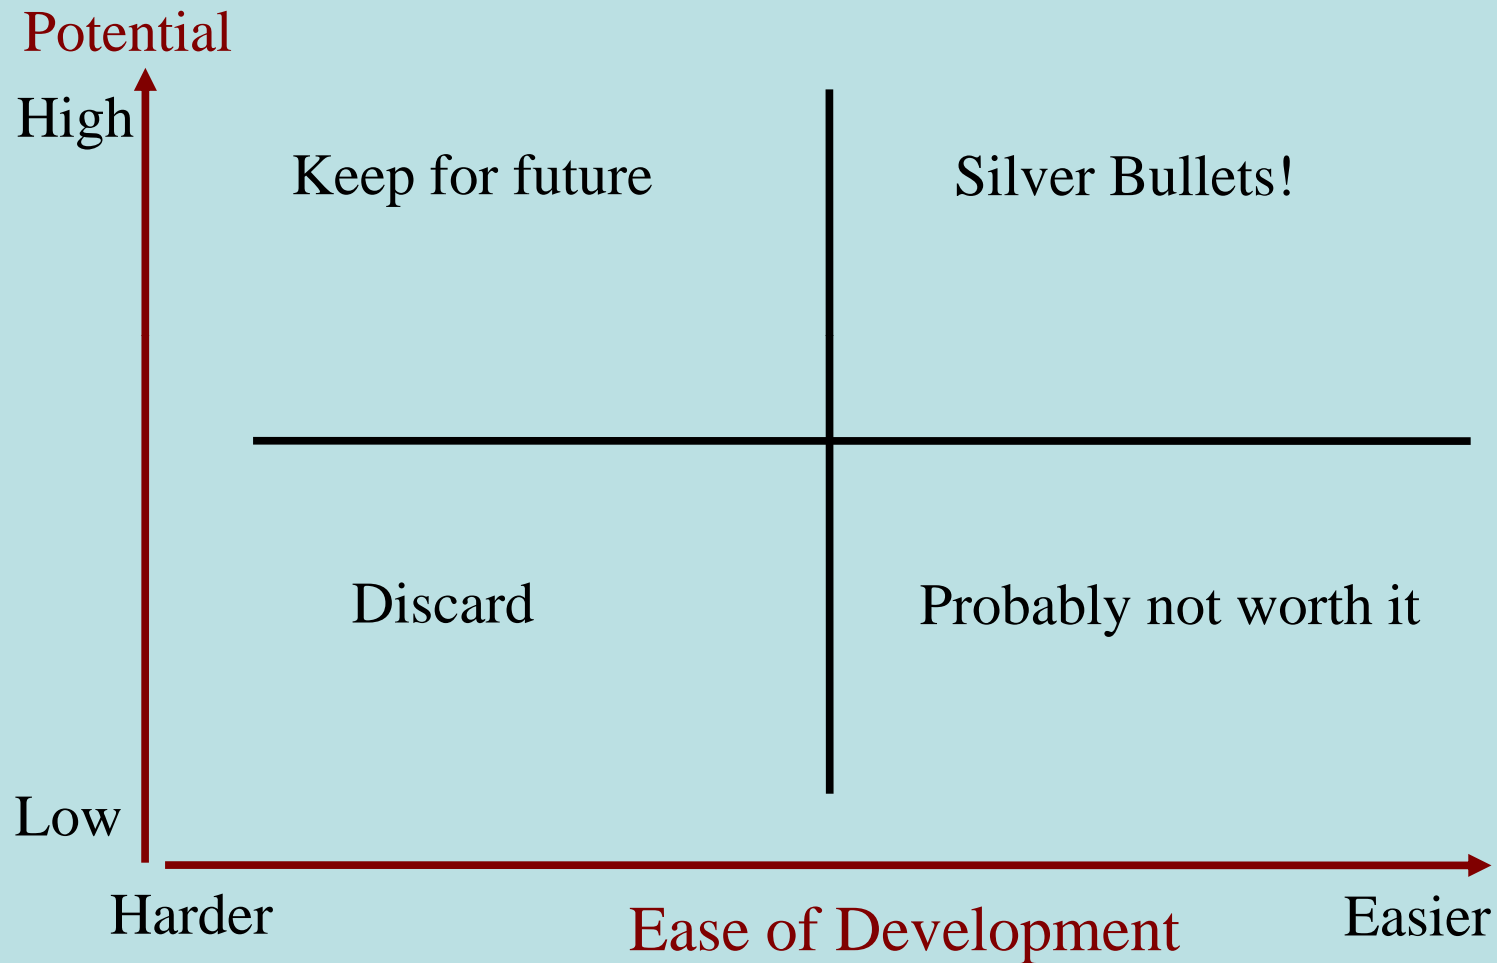 Potential
High
Keep for future
Silver Bullets!
Discard
Probably not worth it
Low
Harder
Ease of Development
Easier